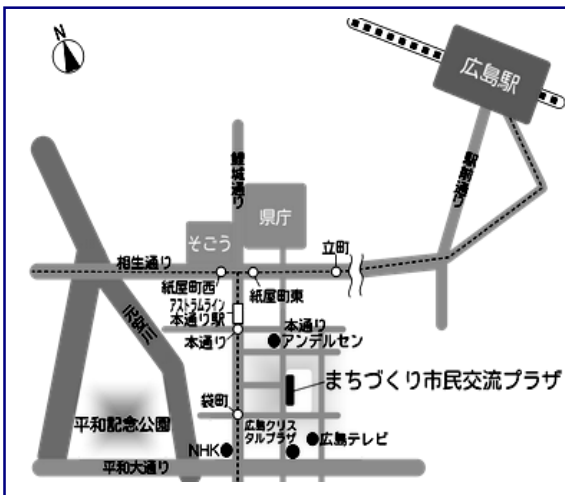 N
広島駅
鯉城通り
駅前通り
県庁
そごう
立町
相生通り
紙屋町西
紙屋町東
アストラムライン
本通り駅
本通り
本通り
アンデルセン
元安川
まちづくり市民交流プラザ
袋町
平和記念公園
広島クリス
タルプラザ
広島テレビ
NHK
平和大通り